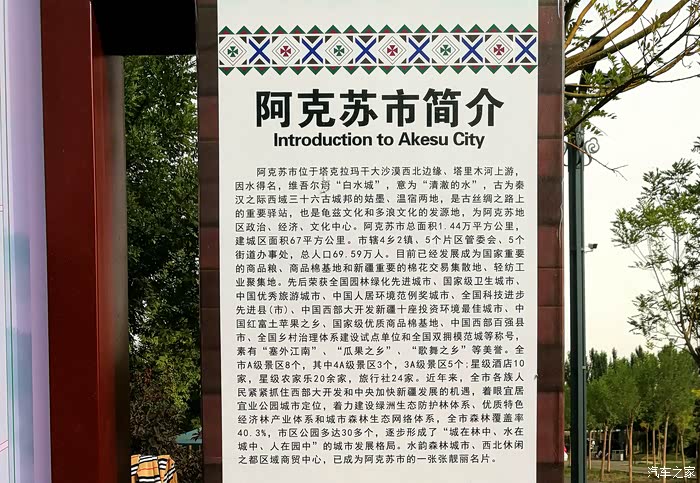 阿克苏市简介
Introduction to Akesu City
阿克苏市位于塔克拉玛干大沙漠西北边缘、塔里木河上游，
因水得名，维吾尔语“白水城”，意为“清澈的水”，古为秦
汉之际西域三十六古城邦的姑墨、温宿两地，是古丝绸之路上
的重要驿站，也是龟兹文化和多浪文化的发源地，为阿克苏地
区政治、经济、文化中心。阿克苏市总面积1.44万平方公里，
建城区面积67平方公里。市辖4乡2镇、5个片区管委会、5个
街道办事处，总人口69.59万人。目前已经发展成为国家重要
的商品粮、商品棉基地和新疆重要的棉花交易集散地、轻纺工
业聚集地。先后荣获全国园林绿化先进城市、国家级卫生城市、
中国优秀旅游城市、中国人居环境范例奖城市、全国科技进步
先进县（市）、中国西部大开发新疆十座投资环境最佳城市、中
国红富士苹果之乡、国家级优质商品棉基地、中国西部百强县
市、全国乡村治理体系建设试点单位和全国双拥模范城等称号，
素有“塞外江南”、“瓜果之乡”、“歌舞之乡”等美誉。全
市A级景区8个，其中4A级景区3个，3A级景区5个；星级酒店10
家，星级农家乐20余家，旅行社24家。近年来，全市各族人
民紧紧抓住西部大开发和中央加快新疆发展的机遇，着眼宜居
宜业公园城市定位，着力建设绿洲生态防护林体系、优质特色
经济林产业体系和城市森林生态网络体系，全市森林覆盖率
40.3%，市区公园多达30多个，逐步形成了“城在林中、水在
城中、人在园中”的城市发展格局。水韵森林城市、西北休闲
之都区域商贸中心，已成为阿克苏市的一张张靓丽名片。
汽车之家